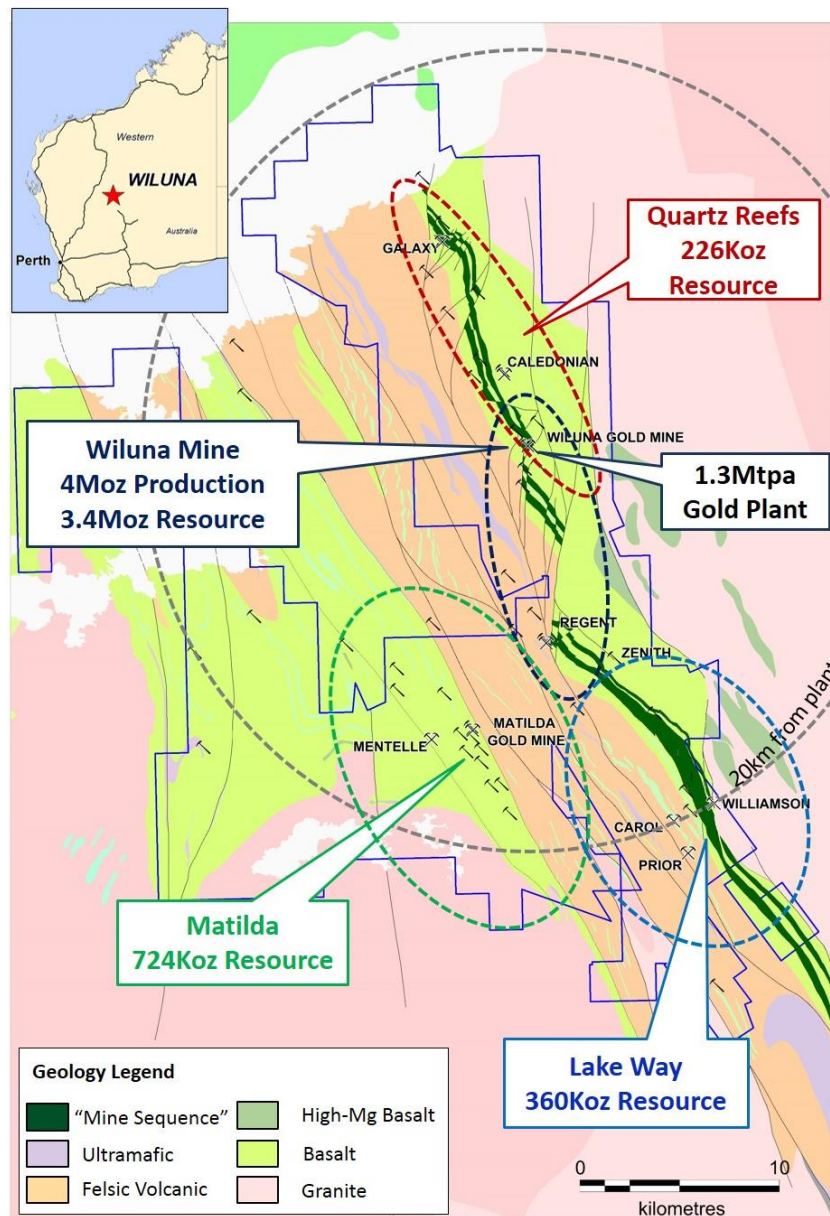 Western
WILUNA
Australia
Perth
Quartz Reefs
226Koz
Resource
GALAXY
CALEDONIAN
WILUNA GOLD MINE
Wiluna Mine
4Moz Production
3.4Moz Resource
1.3Mtpa
Gold Plant
REGENT
ZENITH
MATILDA
GOLD MINE
MENTELLE
20km from plant
WILLIAMSON
CAROL
PRIOR
Matilda
724Koz Resource
Lake Way
360Koz Resource
Geology Legend
"Mine Sequence"
High-Mg Basalt
Ultramafic
Basalt
Felsic Volcanic
Granite
0 10
kilometres